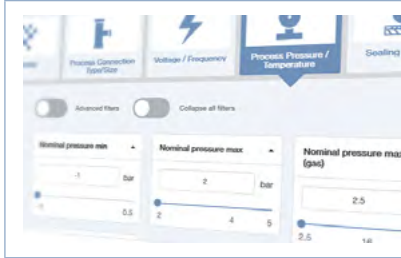 Process Connection
Type/Size
Voltage / Frequency
Process Pressure /
Temperature
Sealing
Advanced filters
Collapse all filters
Nominal pressure min
-1
bar
-1
0.5
Nominal pressure max
2
bar
2
4
5
Nominal pressure max
(gas)
2.5
2.5
16